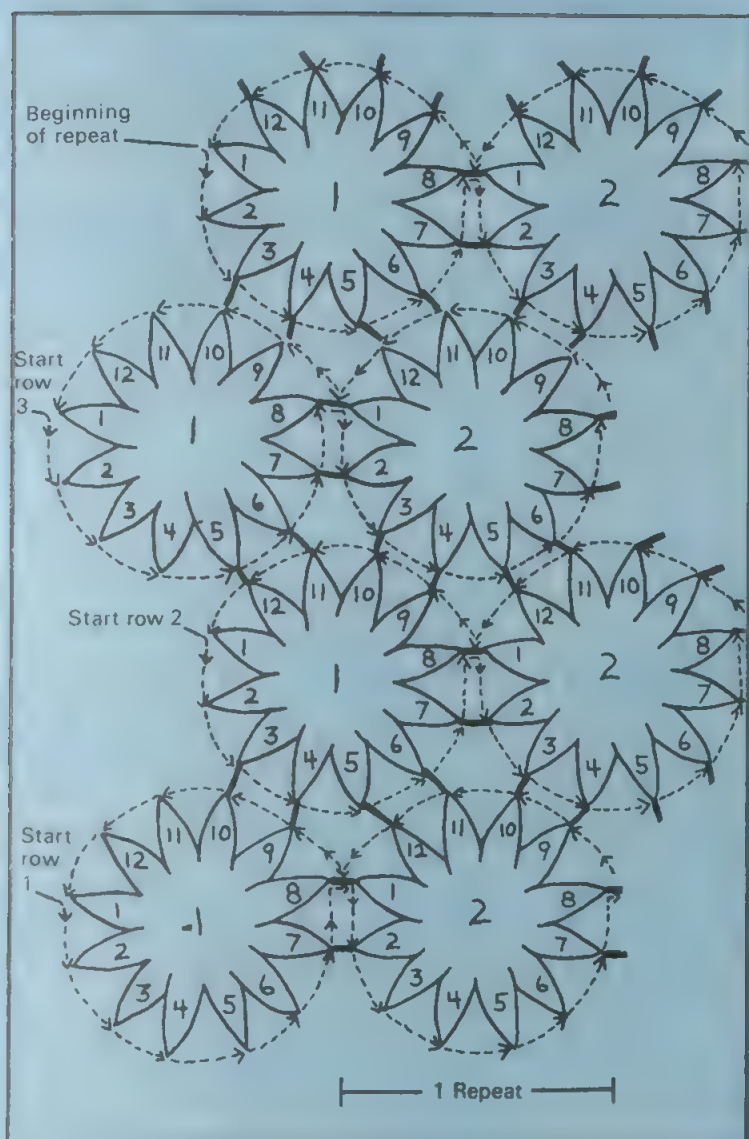 Beginning
of repeat
11 10 11 10
12 9 12 9
1 8 1 8
1 2
2 7 2 7
3 6 3 6
4 5 4 5
Start
row
3
11 10 11 10
12 9 12 9
1 8 1 8
1 2
2 7 2 7
3 6 3 6
4 5 4 5
Start row 2
11 10 11 10
12 9 12 9
1 8 1 8
1 2
2 7 2 7
3 6 3 6
4 5 4 5
Start
row
1
11 10 11 10
12 9 12 9
1 8 1 8
1 2
2 7 2 7
3 6 3 6
4 5 4 5
1 Repeat